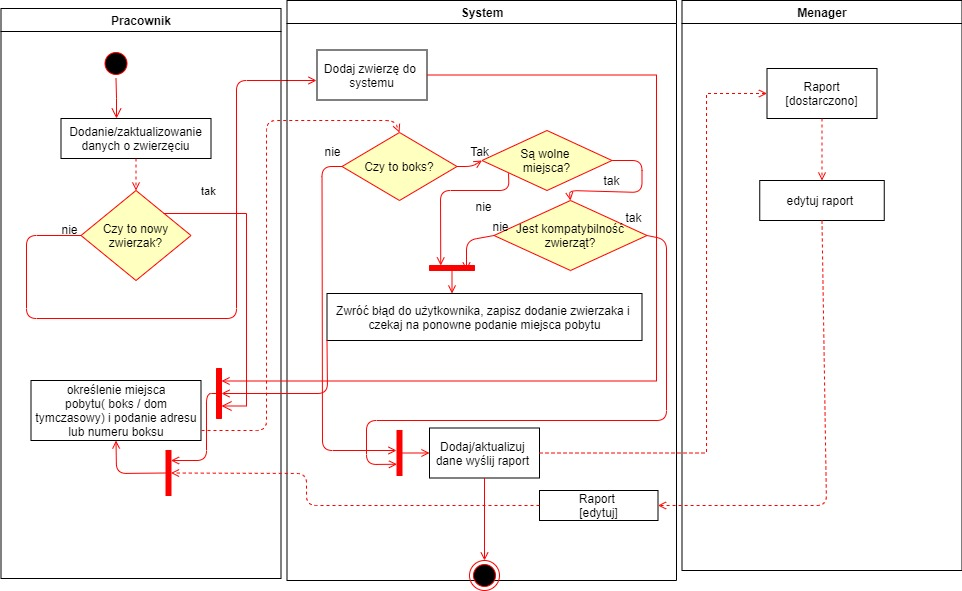 Pracownik
System
Menager
Dodanie/zaktualizowanie
danych o zwierzęciu
Czy to nowy
zwierzak?
tak
nie
określenie miejsca
pobytu( boks / dom
tymczasowy) i podanie adresu
lub numeru boksu
Dodaj zwierzę do
systemu
nie
Czy to boks?
Tak
Są wolne
miejsca?
tak
nie
nie
Jest kompatybilność
zwierząt?
tak
Zwróć błąd do użytkownika, zapisz dodanie zwierzaka i
czekaj na ponowne podanie miejsca pobytu
Dodaj/aktualizuj
dane wyślij raport
Raport
[edytuj]
Raport
[dostarczono]
edytuj raport